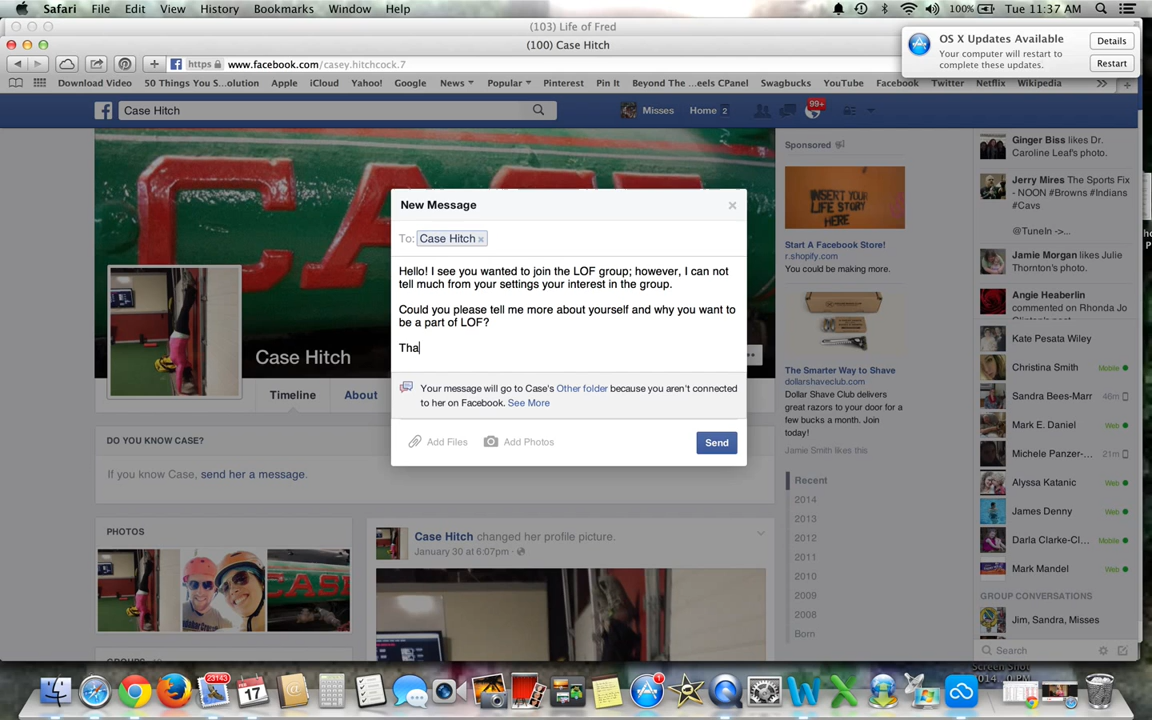 Safari File Edit View History Bookmarks Window Help
100% Tue 11:37 AM
(103) Life of Fred
(100) Case Hitch
OS X Updates Available
Your computer will restart to
complete these updates.
Details
Restart
https www.facebook.com/casey.hitchcock.7
Download Video 50 Things You S...olution Apple iCloud Yahoo! Google News Popular Pinterest Pin It Beyond The ...eels CPanel Swagbucks YouTube Facebook Twitter Netflix Wikipedia
Case Hitch
Misses Home 2
99+
CASE
Case Hitch
Timeline About
DO YOU KNOW CASE?
If you know Case, send her a message.
PHOTOS
Case Hitch changed her profile picture.
January 30 at 6:07pm
New Message
To: Case Hitch
Hello! I see you wanted to join the LOF group; however, I can not
tell much from your settings your interest in the group.
Could you please tell me more about yourself and why you want to
be a part of LOF?
Tha
Your message will go to Case's Other folder because you aren't connected
to her on Facebook. See More
Add Files Add Photos Send
Sponsored
INSERT YOUR
LIFE STORY
HERE
Start A Facebook Store!
r.shopify.com
You could be making more.
The Smarter Way to Shave
dollarshaveclub.com
Dollar Shave Club delivers
great razors to your door for a
few bucks a month. Join
today!
Jamie Smith likes this
Recent
2014
2013
2012
2011
2010
2009
2008
Born
Ginger Biss likes Dr.
Caroline Leaf's photo.
Jerry Mires The Sports Fix
- NOON #Browns #Indians
#Cavs
@TuneIn ->...
Jamie Morgan likes Julie
Thornton's photo.
Angie Heaberlin
commented on Rhonda Jo
Kate Pesata Wiley
Christina Smith Mobile
Sandra Bees-Marr 46m
Mark E. Daniel Web
Michele Panzer-... 21m
Alyssa Katanic Web
James Denny Web
Darla Clarke-Cl... Mobile
Mark Mandel Web
GROUP CONVERSATIONS
Jim, Sandra, Misses
Search
Screen Shot
23143
FEB
17
1